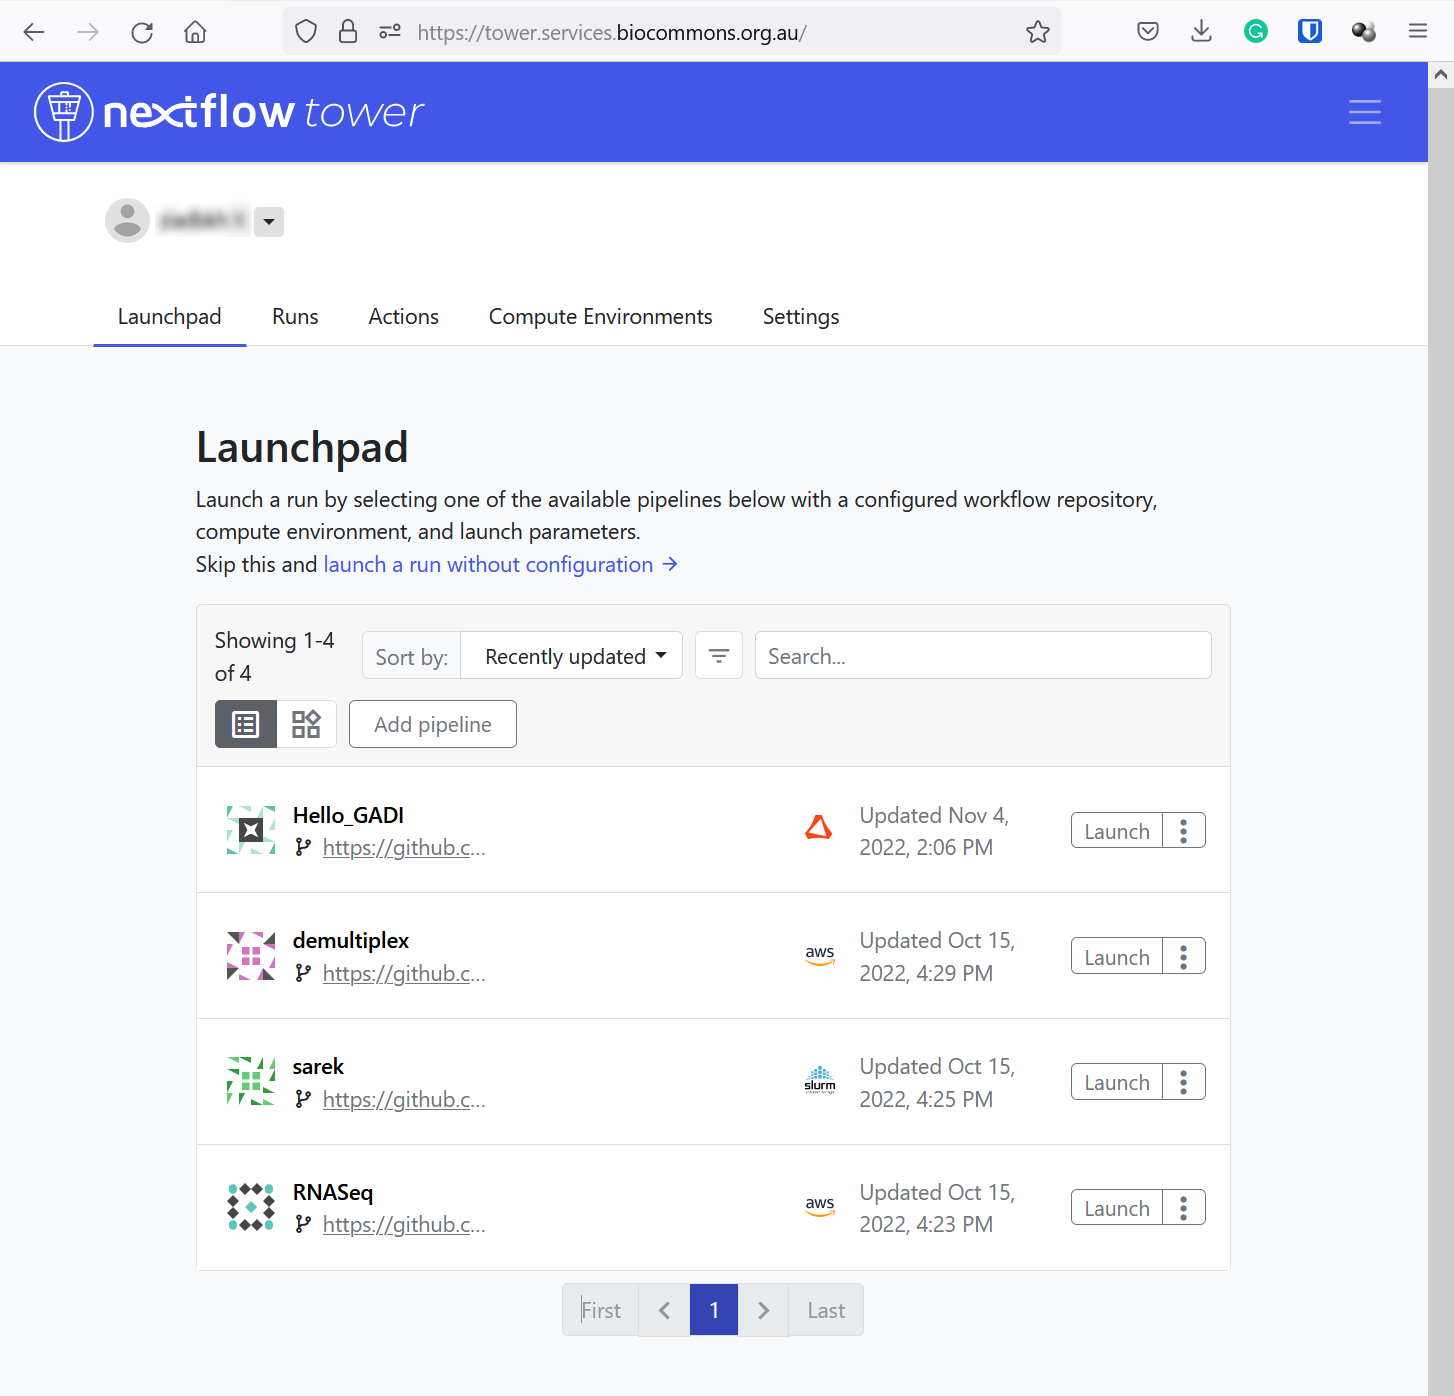 https://tower.services.biocommons.org.au/
nextflow tower
Launchpad Runs Actions Compute Environments Settings
Launchpad
Launch a run by selecting one of the available pipelines below with a configured workflow repository,
compute environment, and launch parameters.
Skip this and launch a run without configuration →
Showing 1-4
of 4
Sort by: Recently updated Search...
Add pipeline
Hello_GADI
https://github.c...
Updated Nov 4,
2022, 2:06 PM
Launch
demultiplex
https://github.c...
aws
Updated Oct 15,
2022, 4:29 PM
Launch
sarek
https://github.c...
slurm
Updated Oct 15,
2022, 4:25 PM
Launch
RNASeq
https://github.c...
aws
Updated Oct 15,
2022, 4:23 PM
Launch
First 1 Last